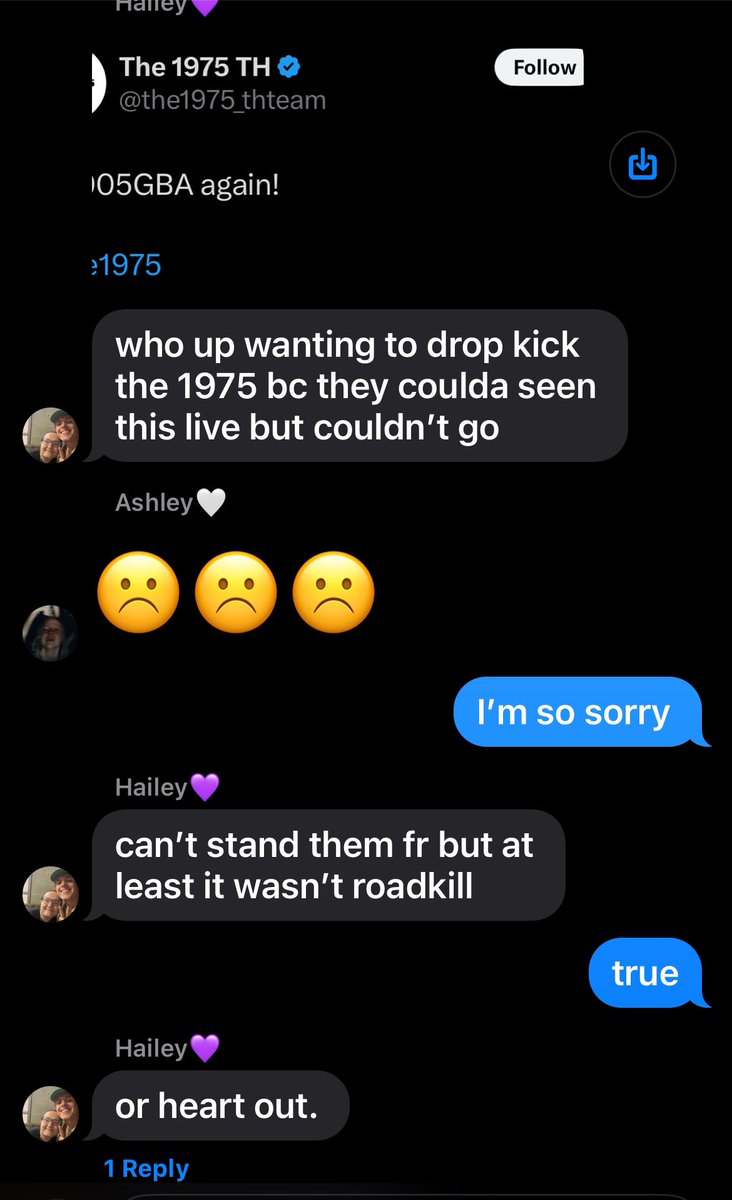 Hailey💜
The 1975 TH
Follow
@the1975_thteam
05GBA again!
e1975
who up wanting to drop kick
the 1975 bc they coulda seen
this live but couldn’t go
Ashley🤍
☹️☹️☹️
I’m so sorry
Hailey💜
can’t stand them fr but at
least it wasn’t roadkill
true
Hailey💜
or heart out.
1 Reply